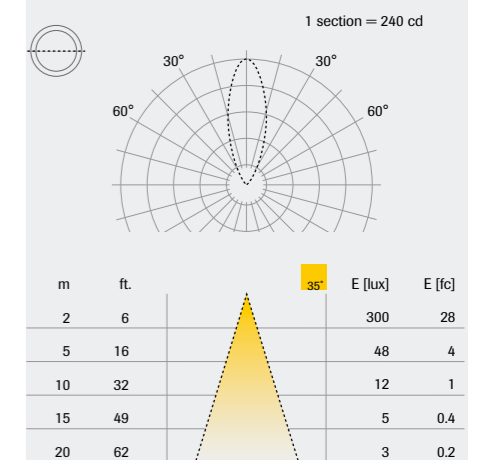 1 section = 240 cd
30° 30°
60° 60°
m ft. 35° E [lux] E [fc]
2 6 300 28
5 16 48 4
10 32 12 1
15 49 5 0.4
20 62 3 0.2